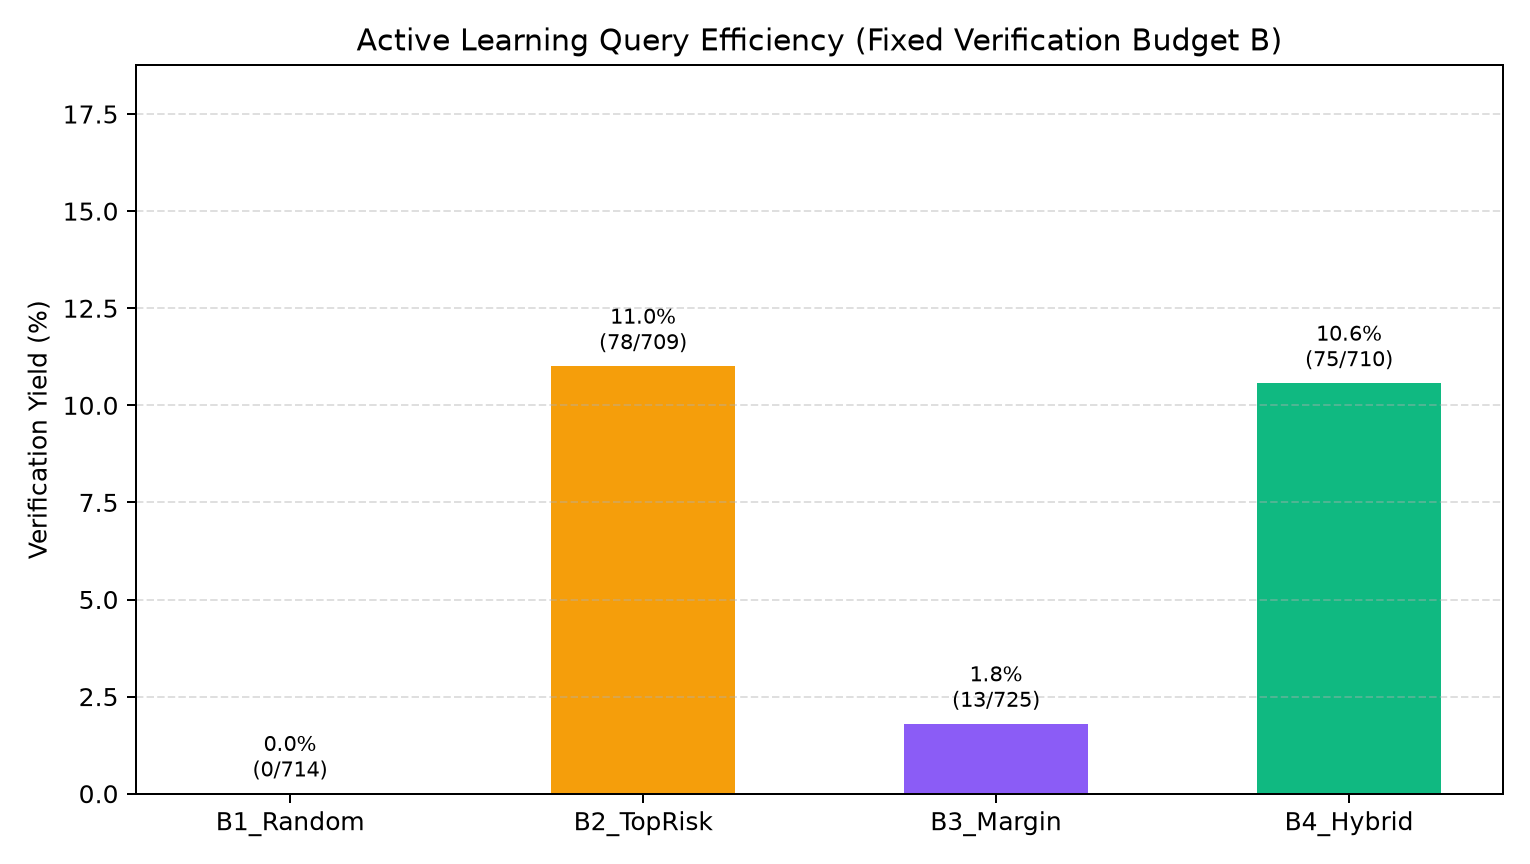 Active Learning Query Efficiency (Fixed Verification Budget B)
Verification Yield (%)
17.5
15.0
12.5
10.0
7.5
5.0
2.5
0.0
0.0%
(0/714)
11.0%
(78/709)
1.8%
(13/725)
10.6%
(75/710)
B1_Random
B2_TopRisk
B3_Margin
B4_Hybrid